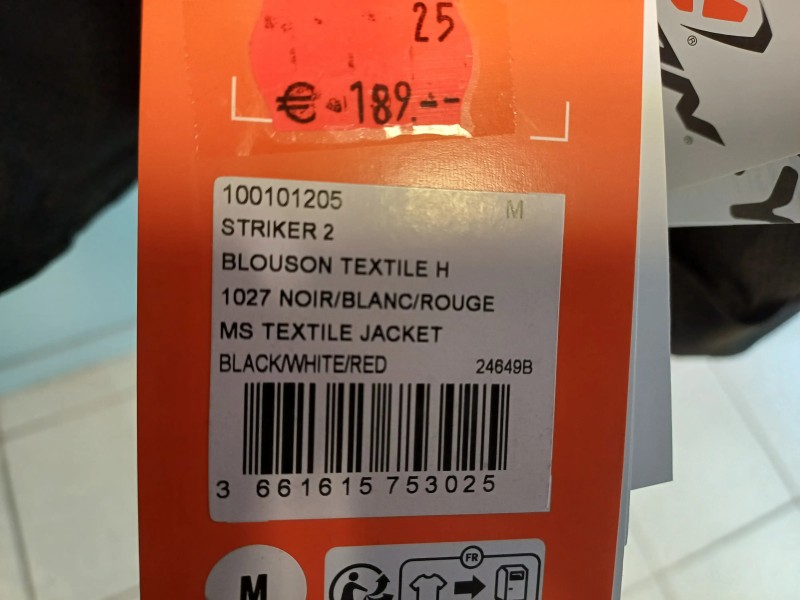 25
€ 189.--
100101205 M
STRIKER 2
BLOUSON TEXTILE H
1027 NOIR/BLANC/ROUGE
MS TEXTILE JACKET
BLACK/WHITE/RED 24649B
3 661615 753025
M
FR